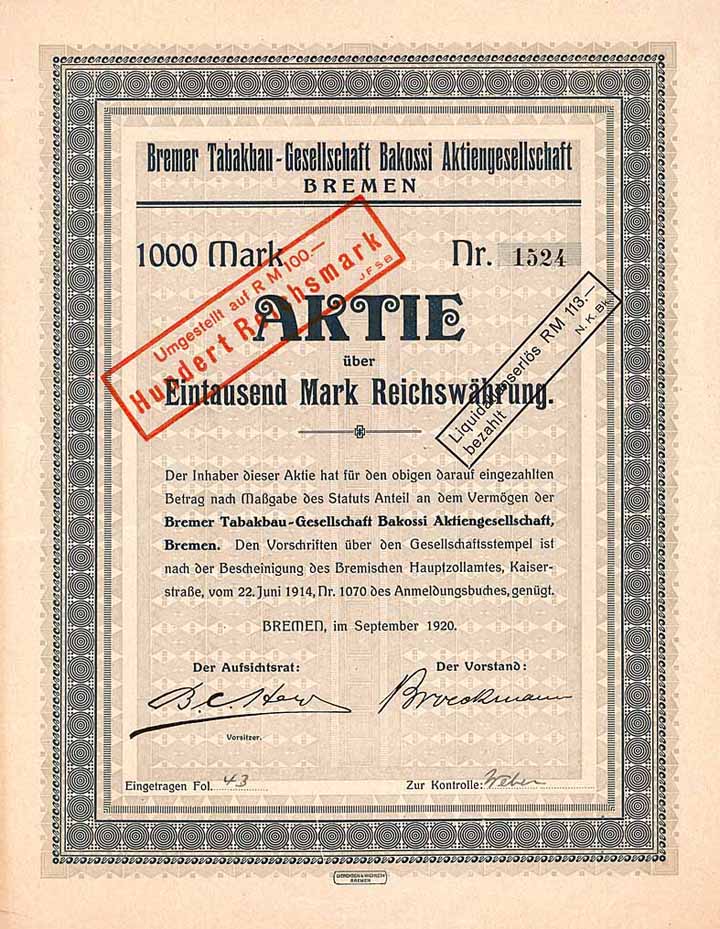 Bremer Tabakbau-Gesellschaft Bakossi Aktiengesellschaft
BREMEN
1000 Mark
Nr. 1524
Umgestellt auf RM 100.—
Hundert Reichsmark
JFSB
AKTIE
über
Eintausend Mark Reichswährung.
Liquidationserlös RM 113.—
bezahlt
N. K. Bk.
Der Inhaber dieser Aktie hat für den obigen darauf eingezahlten
Betrag nach Maßgabe des Statuts Anteil an dem Vermögen der
Bremer Tabakbau-Gesellschaft Bakossi Aktiengesellschaft,
Bremen. Den Vorschriften über den Gesellschaftsstempel ist
nach der Bescheinigung des Bremischen Hauptzollamtes, Kaiser-
straße, vom 22. Juni 1914, Nr. 1070 des Anmeldungsbuches, genügt.
BREMEN, im September 1920.
Der Aufsichtsrat:
Der Vorstand:
B.C.
Broeckmann
Vorsitzer.
Eingetragen Fol. 43
Zur Kontrolle: Weber
BREMEN